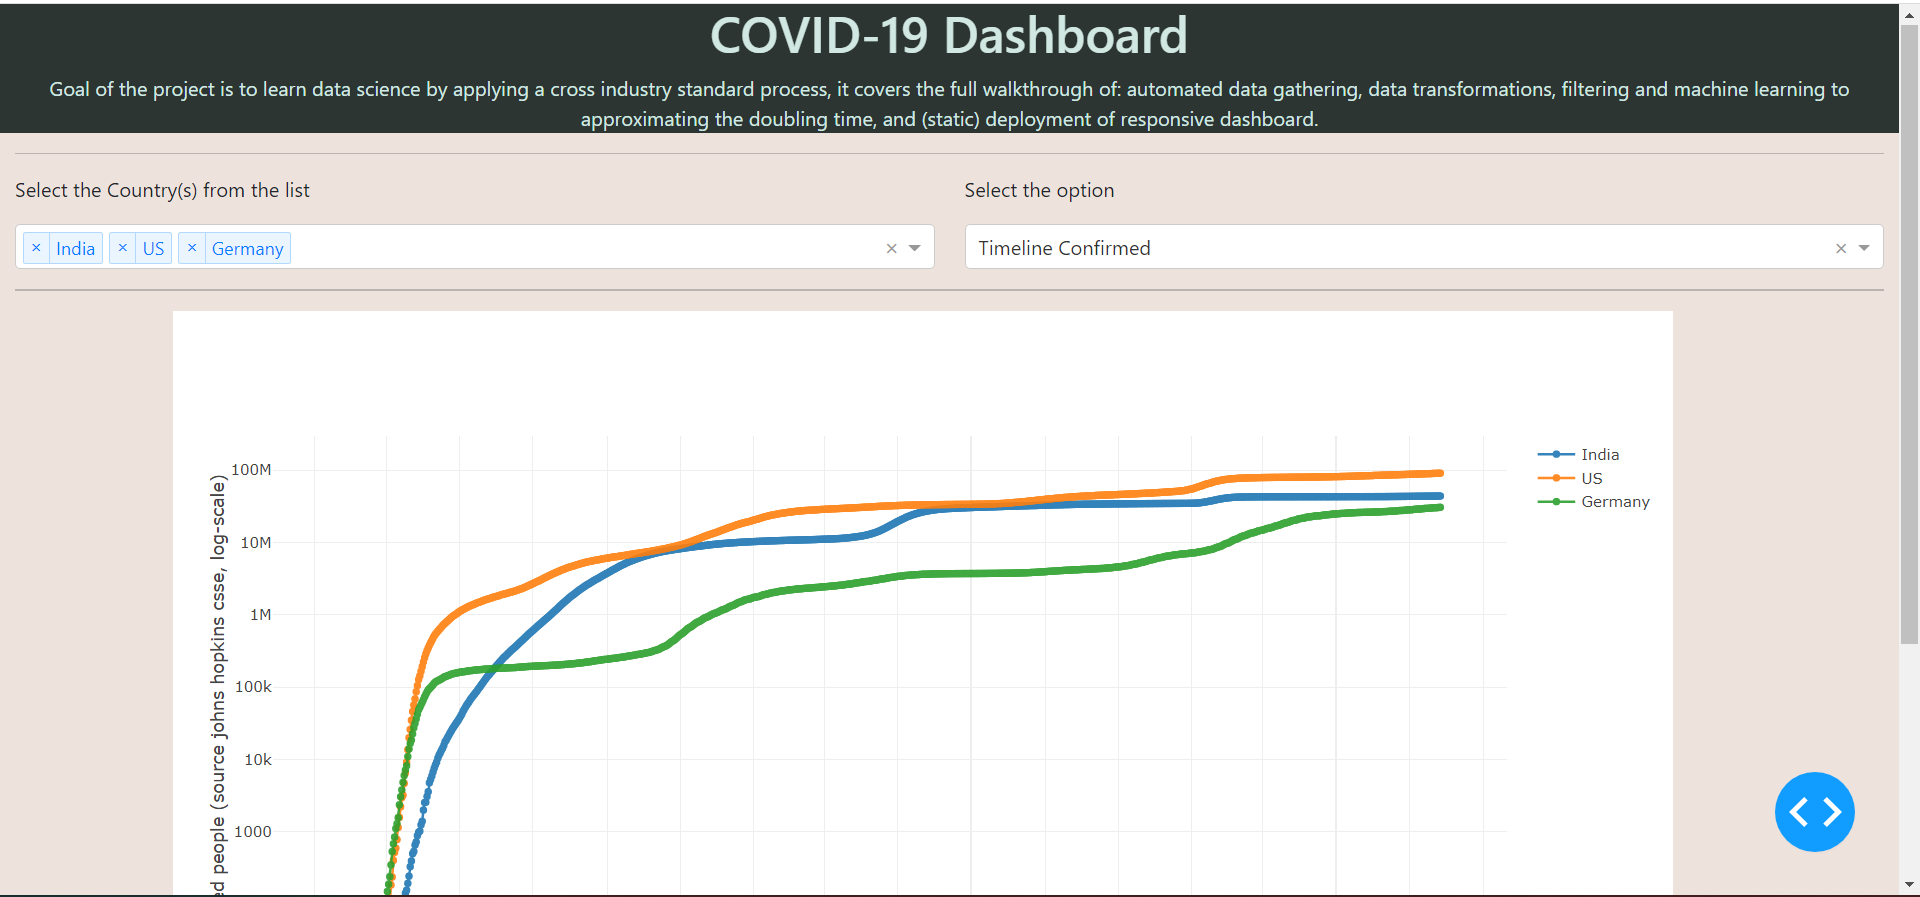 COVID-19 Dashboard
Goal of the project is to learn data science by applying a cross industry standard process, it covers the full walkthrough of: automated data gathering, data transformations, filtering and machine learning to
approximating the doubling time, and (static) deployment of responsive dashboard.
Select the Country(s) from the list
Select the option
× India × US × Germany
Timeline Confirmed
ed people (source johns hopkins csse, log-scale)
100M
10M
1M
100k
10k
1000
India
US
Germany